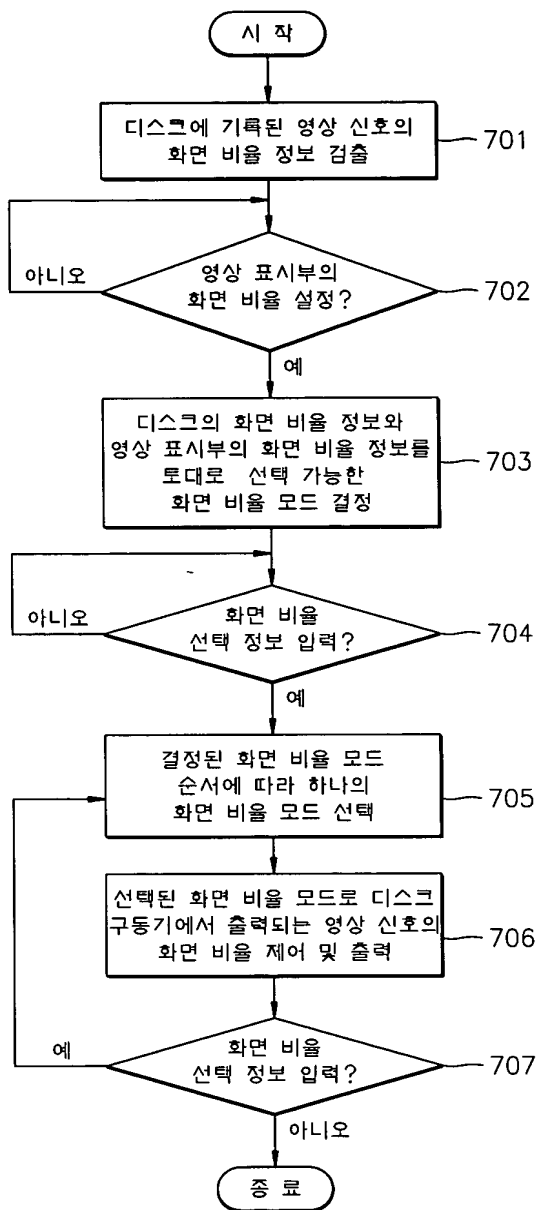 시 작
디스크에 기록된 영상 신호의
화면 비율 정보 검출
701
아니오
영상 표시부의
화면 비율 설정?
702
예
디스크의 화면 비율 정보와
영상 표시부의 화면 비율 정보를
토대로 선택 가능한
화면 비율 모드 결정
703
아니오
화면 비율
선택 정보 입력?
704
예
결정된 화면 비율 모드
순서에 따라 하나의
화면 비율 모드 선택
705
선택된 화면 비율 모드로 디스크
구동기에서 출력되는 영상 신호의
화면 비율 제어 및 출력
706
예
화면 비율
선택 정보 입력?
707
아니오
종 료